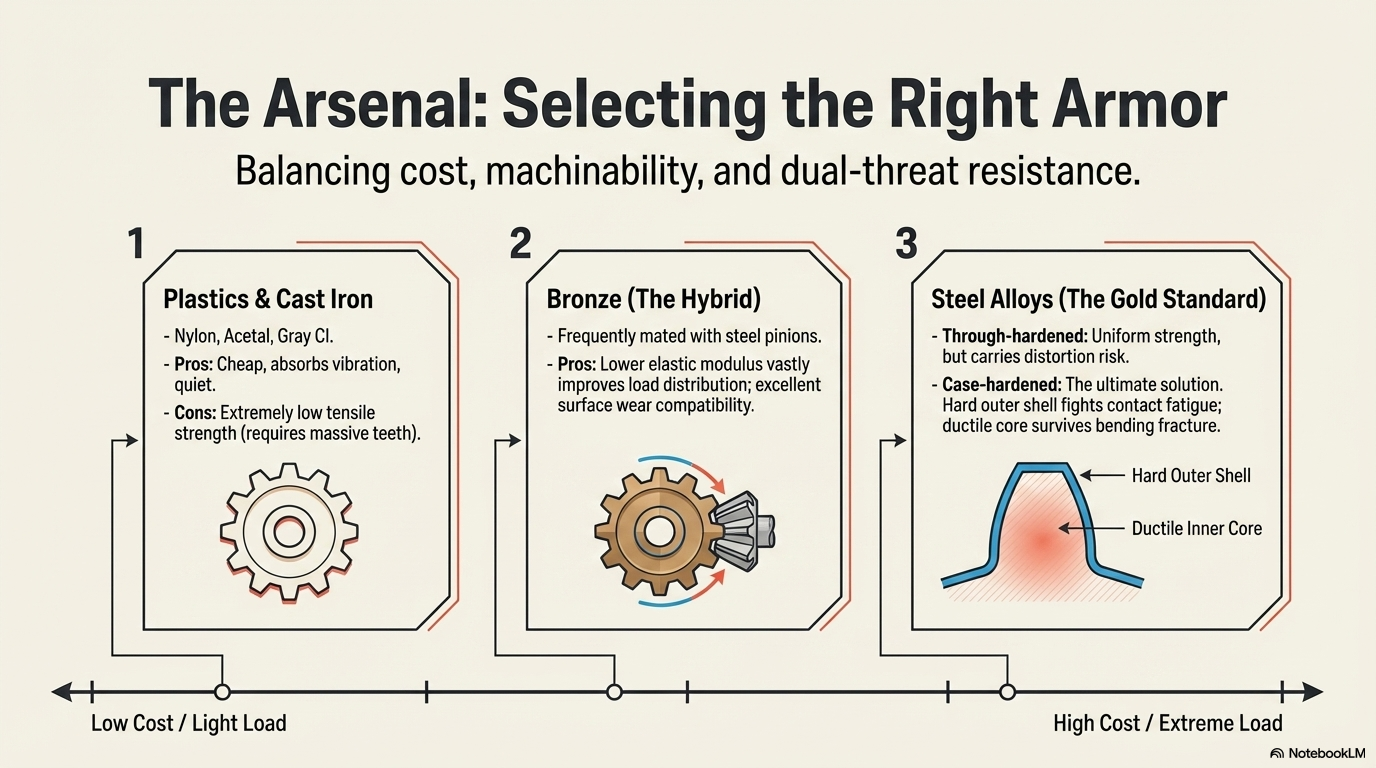 The Arsenal: Selecting the Right Armor
Balancing cost, machinability, and dual-threat resistance.
1
Plastics & Cast Iron
- Nylon, Acetal, Gray CI.
- Pros: Cheap, absorbs vibration,
quiet.
- Cons: Extremely low tensile
strength (requires massive teeth).
2
Bronze (The Hybrid)
- Frequently mated with steel pinions.
- Pros: Lower elastic modulus vastly
improves load distribution; excellent
surface wear compatibility.
3
Steel Alloys (The Gold Standard)
- Through-hardened: Uniform strength,
but carries distortion risk.
- Case-hardened: The ultimate solution.
Hard outer shell fights contact fatigue;
ductile core survives bending fracture.
Hard Outer Shell
Ductile Inner Core
Low Cost / Light Load
High Cost / Extreme Load
NotebookLM